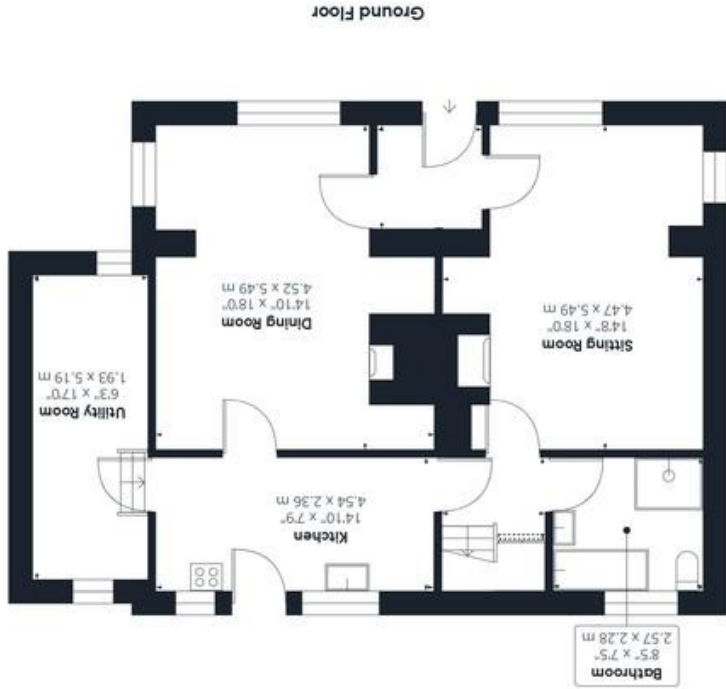 Ground Floor
Sitting Room
14'8" x 18'0"
4.47 x 5.49 m
Dining Room
14'10" x 18'0"
4.52 x 5.49 m
Utility Room
6'3" x 17'0"
1.93 x 5.19 m
Kitchen
14'10" x 7'9"
4.54 x 2.36 m
Bathroom
8'5" x 7'5"
2.57 x 2.28 m